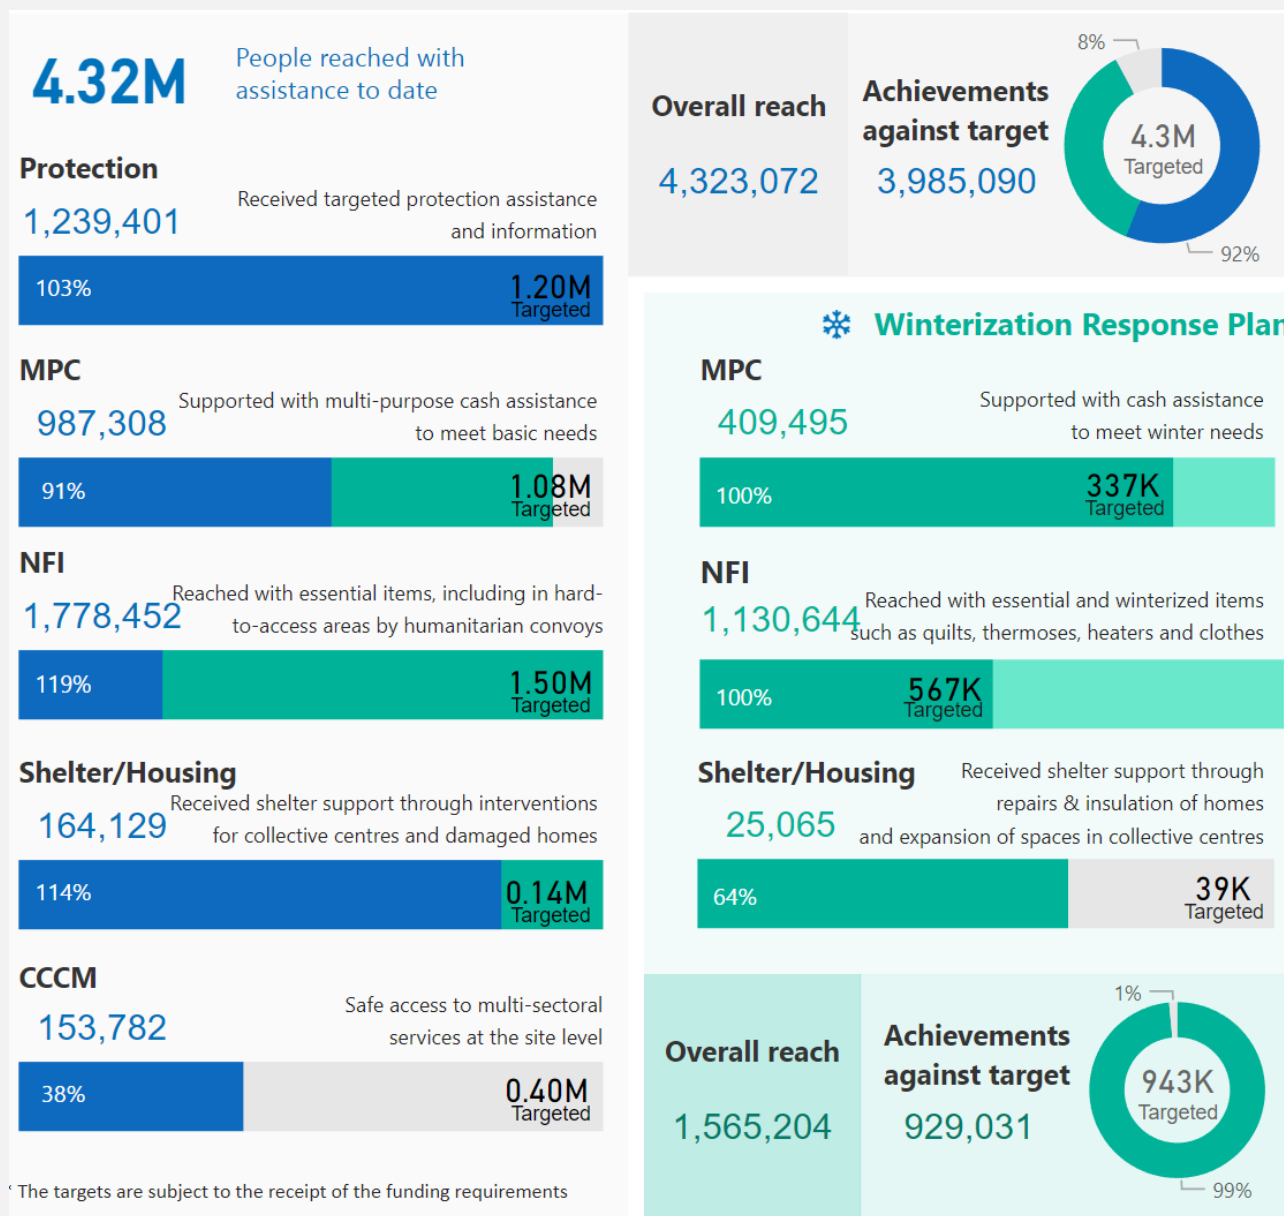 4.32M
People reached with
assistance to date
Protection
1,239,401
Received targeted protection assistance
and information
103%
1.20M
Targeted
MPC
987,308
Supported with multi-purpose cash assistance
to meet basic needs
91%
1.08M
Targeted
NFI
1,778,452
Reached with essential items, including in hard-
to-access areas by humanitarian convoys
119%
1.50M
Targeted
Shelter/Housing
164,129
Received shelter support through interventions
for collective centres and damaged homes
114%
0.14M
Targeted
CCCM
153,782
Safe access to multi-sectoral
services at the site level
38%
0.40M
Targeted
* The targets are subject to the receipt of the funding requirements
Overall reach
4,323,072
Achievements
against target
3,985,090
8%
4.3M
Targeted
92%
Winterization Response Plan
MPC
409,495
Supported with cash assistance
to meet winter needs
100%
337K
Targeted
NFI
1,130,644
Reached with essential and winterized items
such as quilts, thermoses, heaters and clothes
100%
567K
Targeted
Shelter/Housing
25,065
Received shelter support through
repairs & insulation of homes
and expansion of spaces in collective centres
64%
39K
Targeted
Overall reach
1,565,204
Achievements
against target
929,031
1%
943K
Targeted
99%